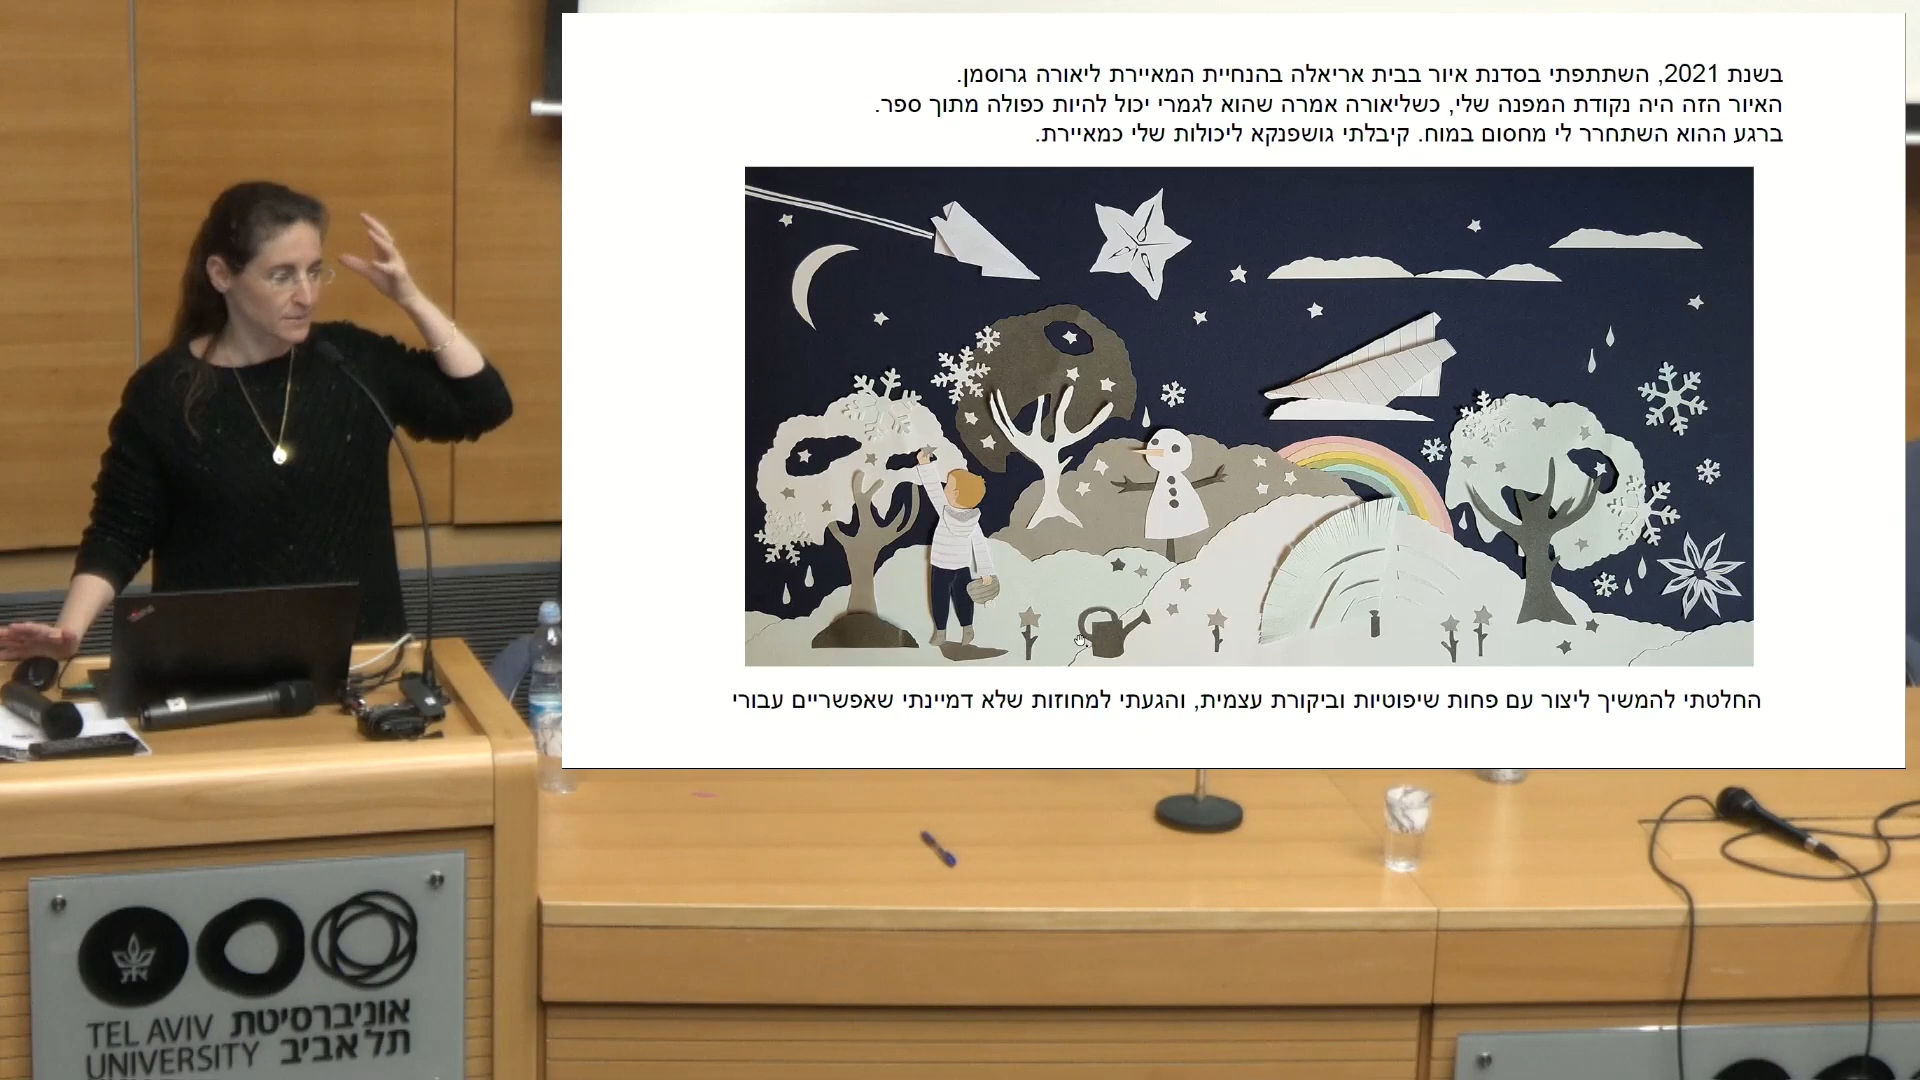 בשנת 2021, השתתפתי בסדנת איור בבית אריאלה בהנחיית המאיירת ליאורה גרוסמן.
האיור הזה היה נקודת המפנה שלי, כשליאורה אמרה שהוא לגמרי יכול להיות כפולה מתוך ספר.
ברגע ההוא השתחרר לי מחסום במוח. קיבלתי גושפנקא ליכולות שלי כמאיירת.
החלטתי להמשיך ליצור עם פחות שיפוטיות וביקורת עצמית, והגעתי למחוזות שלא דמיינתי שאפשריים עבורי
אוניברסיטת
תל אביב
TEL AVIV
UNIVERSITY